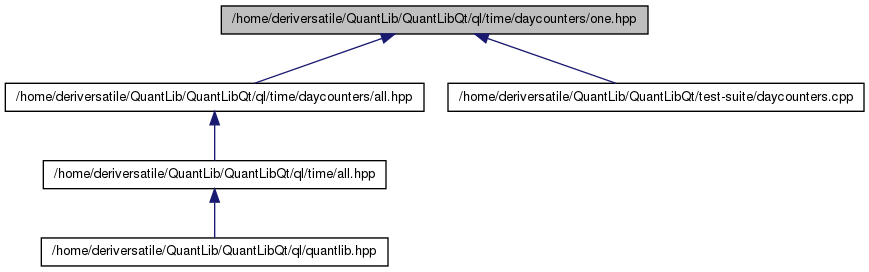 /home/deriversatile/QuantLib/QuantLibQt/ql/time/daycounters/one.hpp
/home/deriversatile/QuantLib/QuantLibQt/ql/time/daycounters/all.hpp
/home/deriversatile/QuantLib/QuantLibQt/test-suite/daycounters.cpp
/home/deriversatile/QuantLib/QuantLibQt/ql/time/all.hpp
/home/deriversatile/QuantLib/QuantLibQt/ql/quantlib.hpp